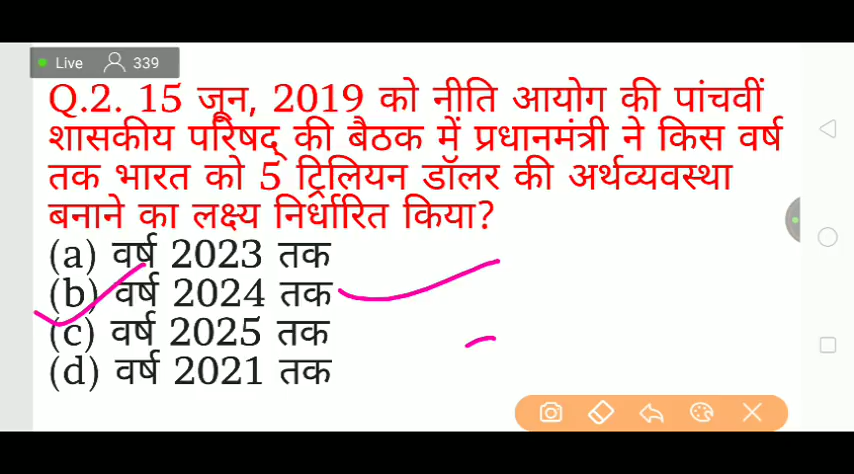 Live 339
Q.2. 15 जून, 2019 को नीति आयोग की पांचवीं
शासकीय परिषद् की बैठक में प्रधानमंत्री ने किस वर्ष
तक भारत को 5 ट्रिलियन डॉलर की अर्थव्यवस्था
बनाने का लक्ष्य निर्धारित किया?
(a) वर्ष 2023 तक
(b) वर्ष 2024 तक
(c) वर्ष 2025 तक
(d) वर्ष 2021 तक